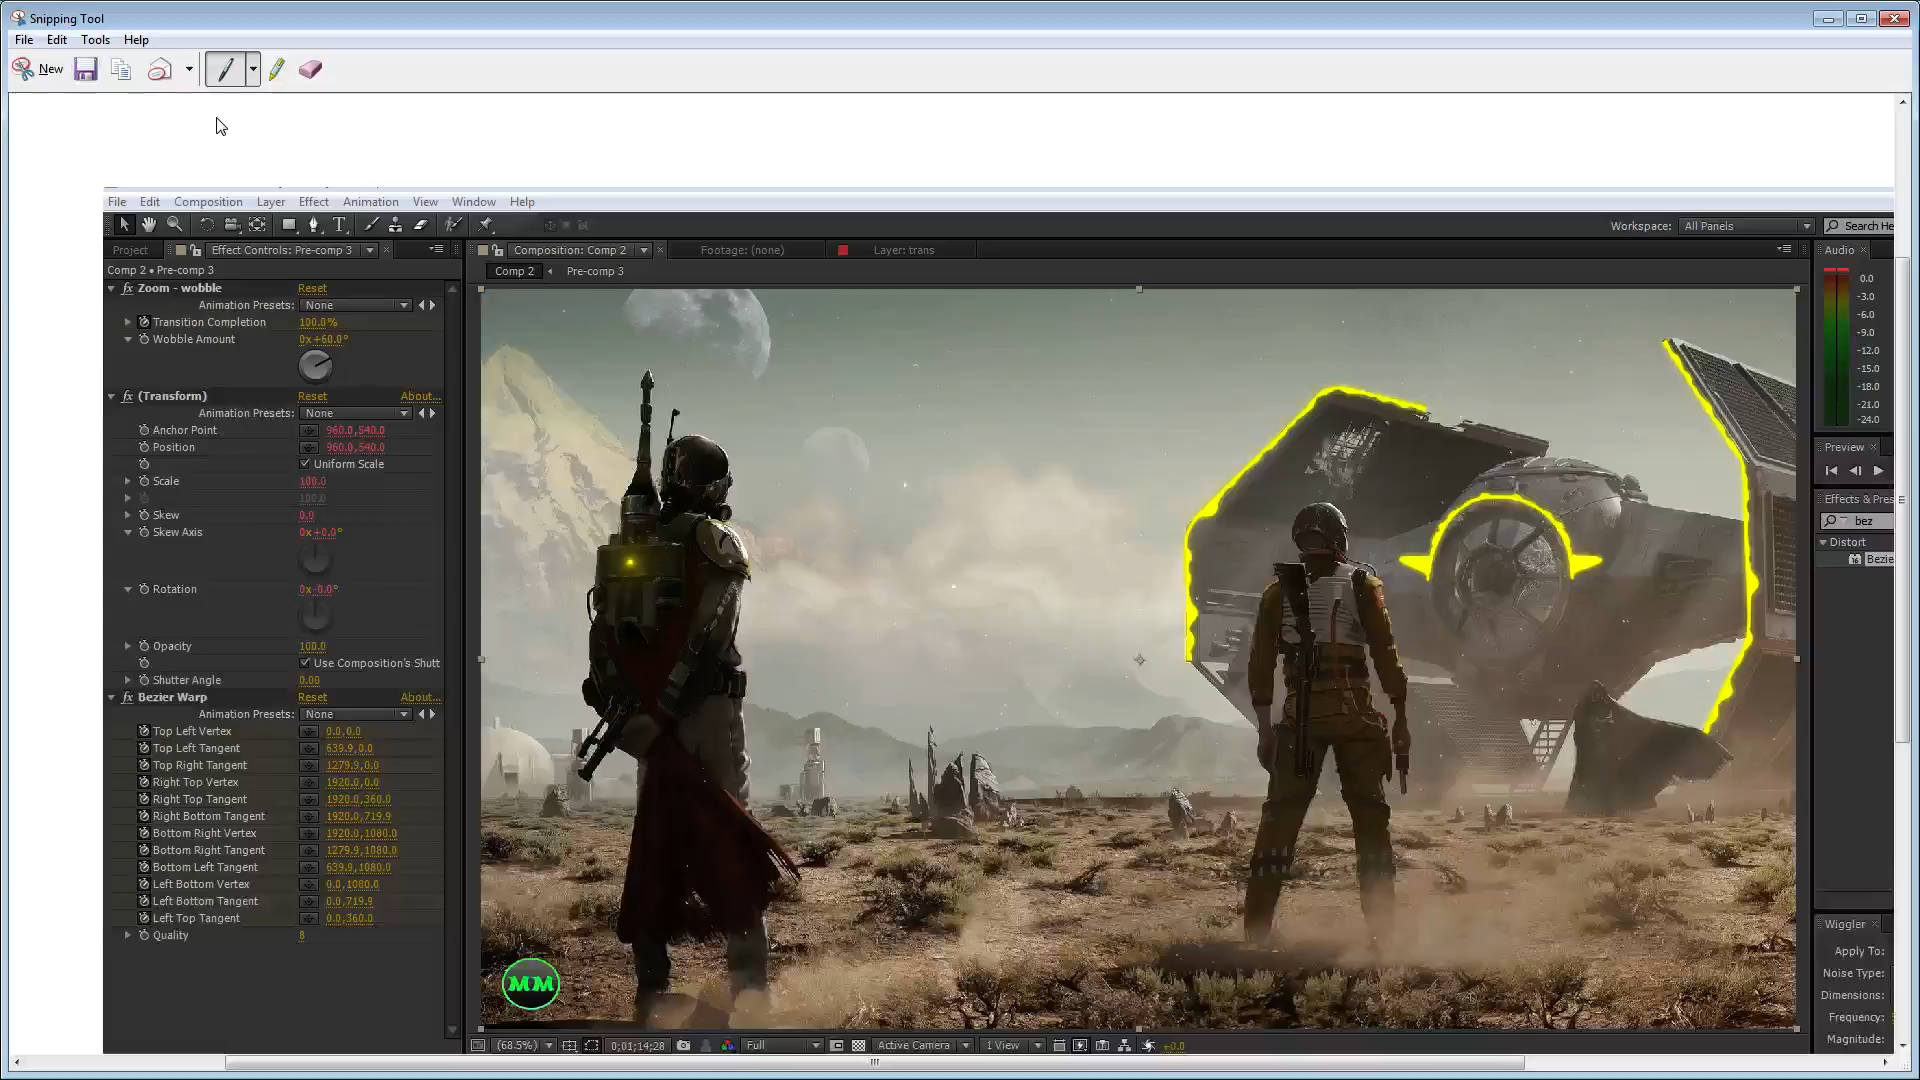 Snipping Tool
File Edit Tools Help
New
File Edit Composition Layer Effect Animation View Window Help
Workspace: All Panels Search He
Project Effect Controls: Pre-comp 3 Composition: Comp 2 Footage: (none) Layer: trans Audio
Comp 2 • Pre-comp 3 Comp 2 Pre-comp 3
fx Zoom - wobble Reset
Animation Presets: None
Transition Completion 100.0%
Wobble Amount 0x+60.0°
fx (Transform) Reset About...
Animation Presets: None
Anchor Point 960.0,540.0
Position 960.0,540.0
Uniform Scale
Scale 100.0
100.0
Skew 0.0
Skew Axis 0x+0.0°
Rotation 0x-0.0°
Opacity 100.0
Use Composition's Shutt
Shutter Angle 0.00
fx Bezier Warp Reset About...
Animation Presets: None
Top Left Vertex 0.0,0.0
Top Left Tangent 639.9,0.0
Top Right Tangent 1279.9,0.0
Right Top Vertex 1920.0,0.0
Right Top Tangent 1920.0,360.0
Right Bottom Tangent 1920.0,719.9
Bottom Right Vertex 1920.0,1080.0
Bottom Right Tangent 1279.9,1080.0
Bottom Left Tangent 639.9,1080.0
Left Bottom Vertex 0.0,1080.0
Left Bottom Tangent 0.0,719.9
Left Top Tangent 0.0,360.0
Quality 8
MM
(68.5%) 0;01;14;28 Full Active Camera 1 View +0.0
0.0
-3.0
-6.0
-9.0
-12.0
-15.0
-18.0
-21.0
-24.0
Preview
Effects & Pres
bez
Distort
Bezie
Wiggler
Apply To:
Noise Type:
Dimensions:
Frequency:
Magnitude: